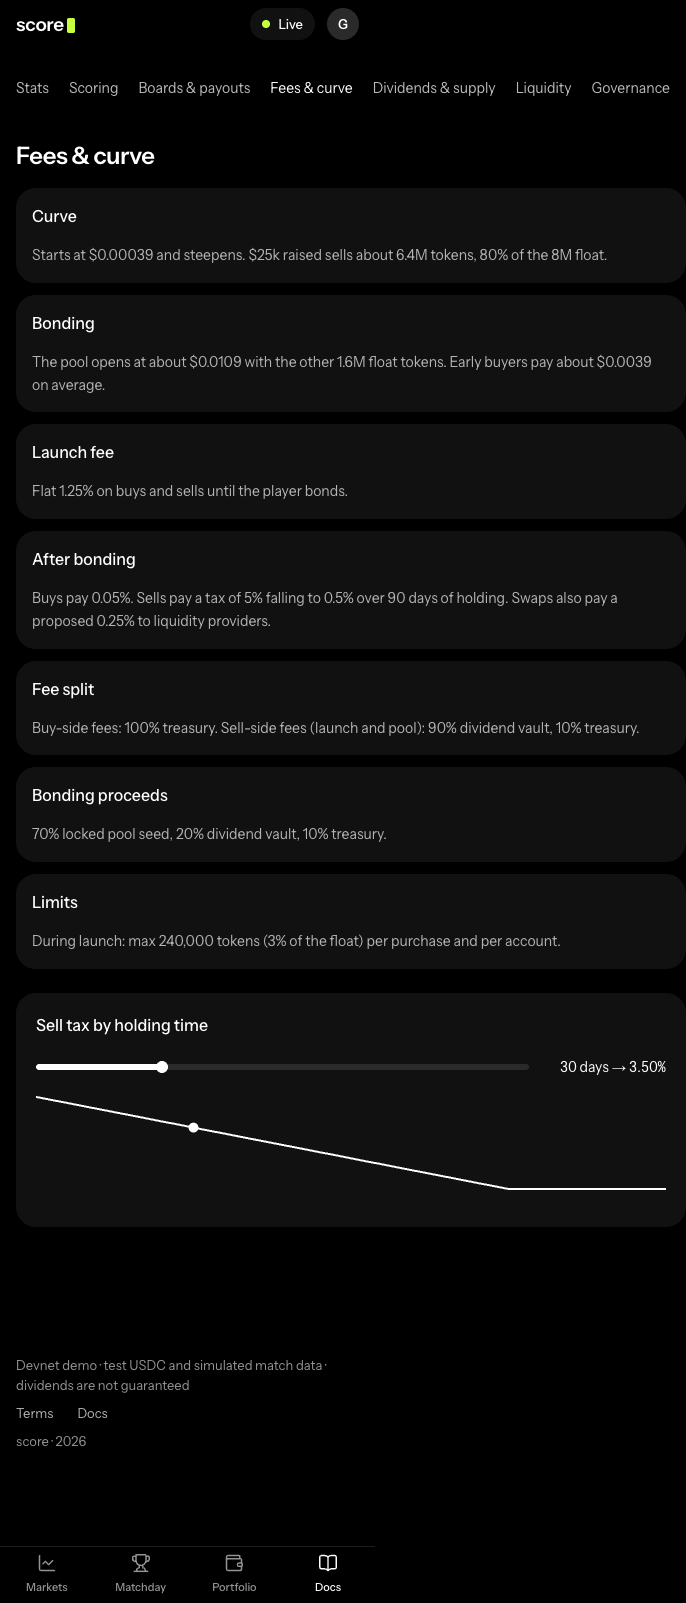 score
Live
G
Stats Scoring Boards & payouts Fees & curve Dividends & supply Liquidity Governance
Fees & curve
Curve
Starts at $0.00039 and steepens. $25k raised sells about 6.4M tokens, 80% of the 8M float.
Bonding
The pool opens at about $0.0109 with the other 1.6M float tokens. Early buyers pay about $0.0039
on average.
Launch fee
Flat 1.25% on buys and sells until the player bonds.
After bonding
Buys pay 0.05%. Sells pay a tax of 5% falling to 0.5% over 90 days of holding. Swaps also pay a
proposed 0.25% to liquidity providers.
Fee split
Buy-side fees: 100% treasury. Sell-side fees (launch and pool): 90% dividend vault, 10% treasury.
Bonding proceeds
70% locked pool seed, 20% dividend vault, 10% treasury.
Limits
During launch: max 240,000 tokens (3% of the float) per purchase and per account.
Sell tax by holding time
30 days → 3.50%
Devnet demo · test USDC and simulated match data ·
dividends are not guaranteed
Terms Docs
score · 2026
Markets Matchday Portfolio Docs